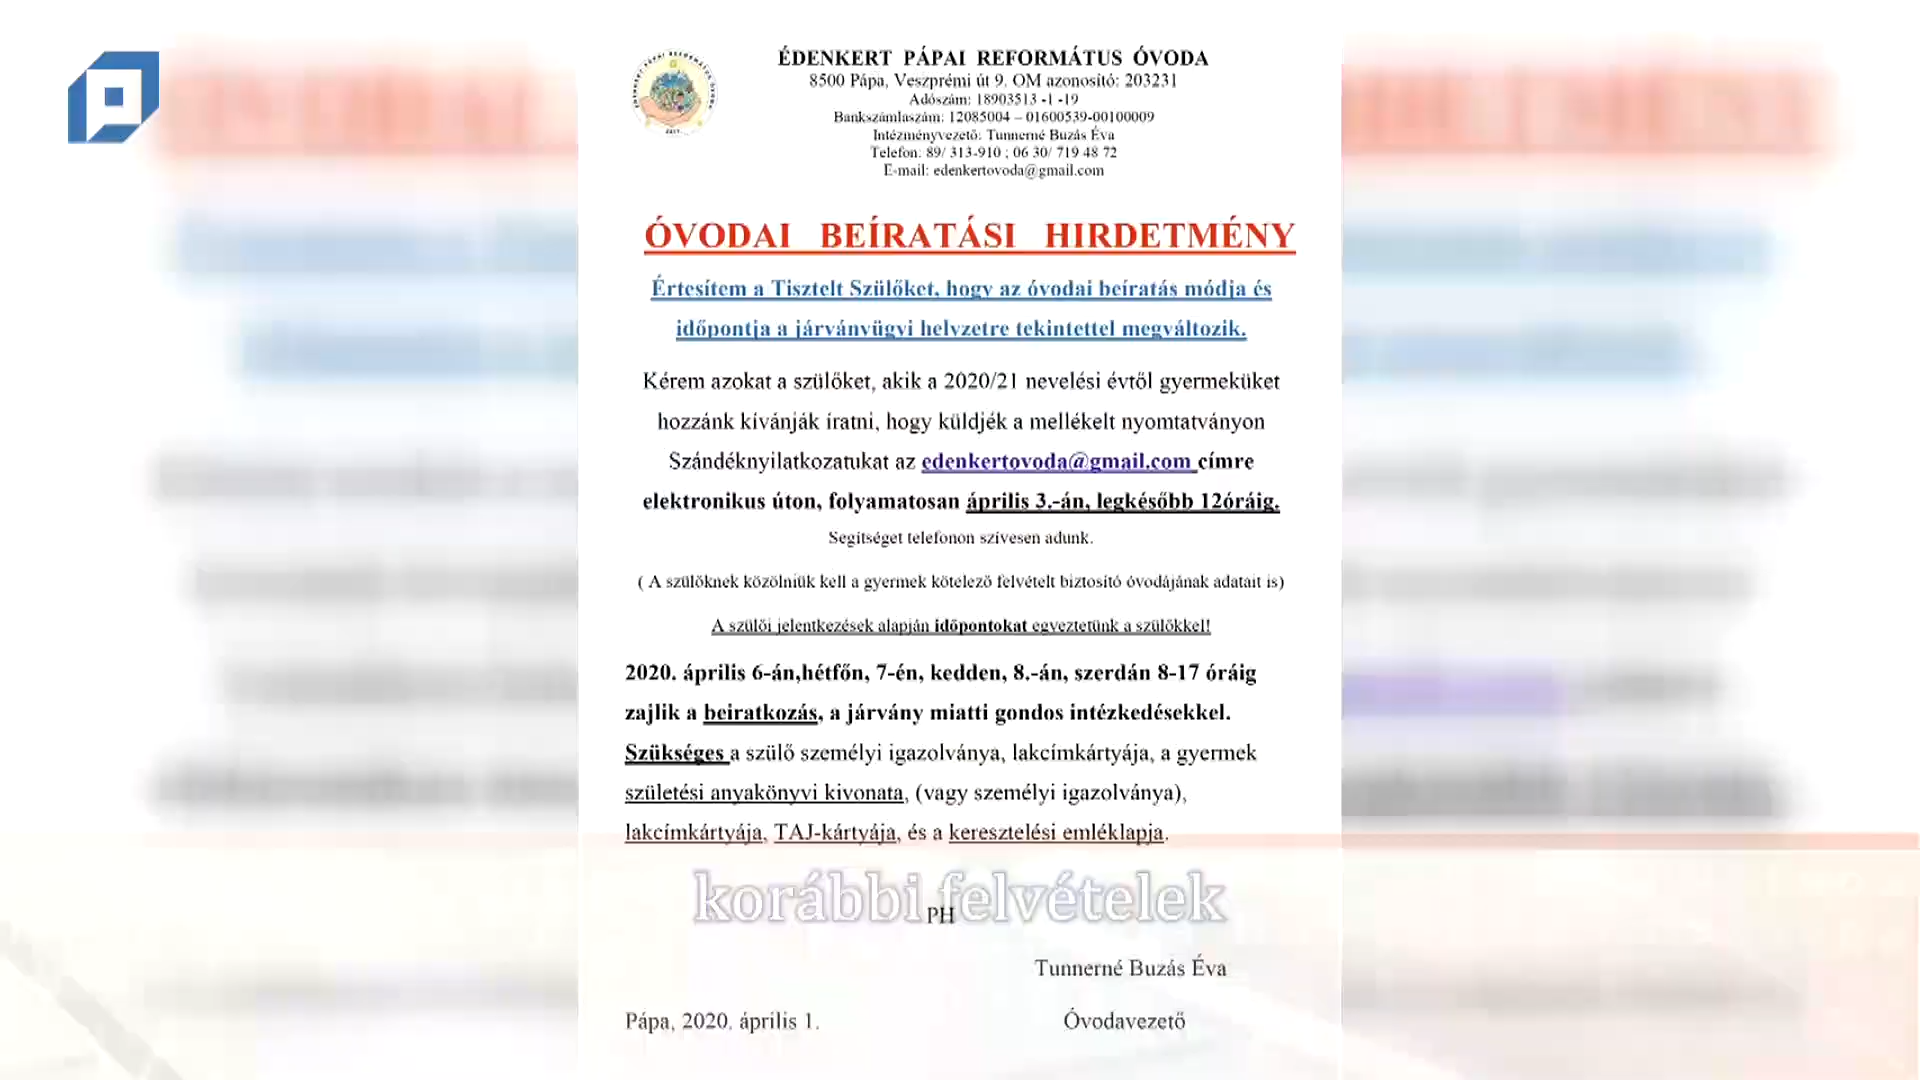 ÉDENKERT PÁPAI REFORMÁTUS ÓVODA
8500 Pápa, Veszprémi út 9. OM azonosító: 203231
Adószám: 18903513 -1 -19
Bankszámlaszám: 12085004 – 01600539-00100009
Intézményvezető: Tunnerné Buzás Éva
Telefon: 89/ 313-910 ; 06 30/ 719 48 72
E-mail: edenkertovoda@gmail.com
ÓVODAI BEÍRATÁSI HIRDETMÉNY
Értesítem a Tisztelt Szülőket, hogy az óvodai beíratás módja és
időpontja a járványügyi helyzetre tekintettel megváltozik.
Kérem azokat a szülőket, akik a 2020/21 nevelési évtől gyermeküket
hozzánk kívánják íratni, hogy küldjék a mellékelt nyomtatványon
Szándéknyilatkozatukat az edenkertovoda@gmail.com címre
elektronikus úton, folyamatosan április 3.-án, legkésőbb 12óráig.
Segítséget telefonon szívesen adunk.
( A szülőknek közölniük kell a gyermek kötelező felvételt biztosító óvodájának adatait is)
A szülői jelentkezések alapján időpontokat egyeztetünk a szülőkkel!
2020. április 6-án,hétfőn, 7-én, kedden, 8.-án, szerdán 8-17 óráig
zajlik a beiratkozás, a járvány miatti gondos intézkedésekkel.
Szükséges a szülő személyi igazolványa, lakcímkártyája, a gyermek
születési anyakönyvi kivonata, (vagy személyi igazolványa),
lakcímkártyája, TAJ-kártyája, és a keresztelési emléklapja.
korábbi felvételek
PH
Tunnerné Buzás Éva
Pápa, 2020. április 1.
Óvodavezető